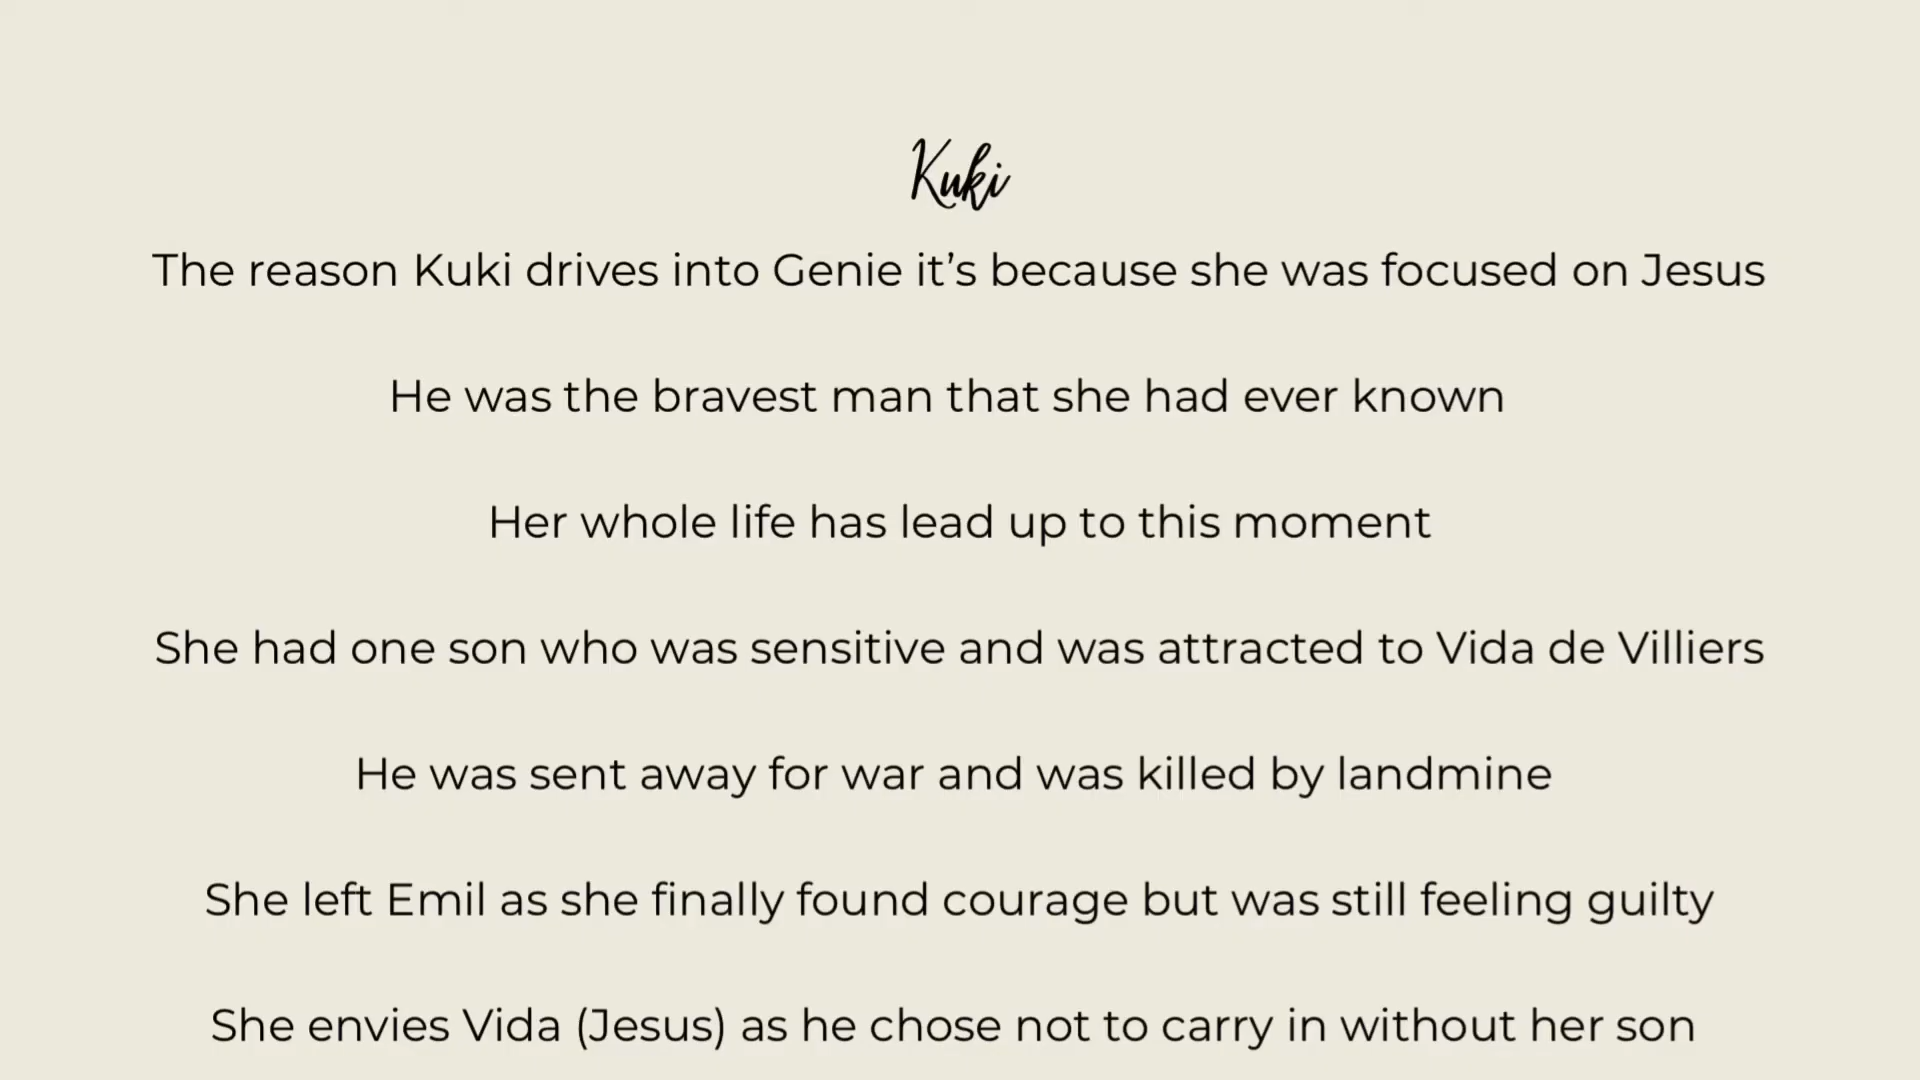 Kuki
The reason Kuki drives into Genie it’s because she was focused on Jesus
He was the bravest man that she had ever known
Her whole life has lead up to this moment
She had one son who was sensitive and was attracted to Vida de Villiers
He was sent away for war and was killed by landmine
She left Emil as she finally found courage but was still feeling guilty
She envies Vida (Jesus) as he chose not to carry in without her son